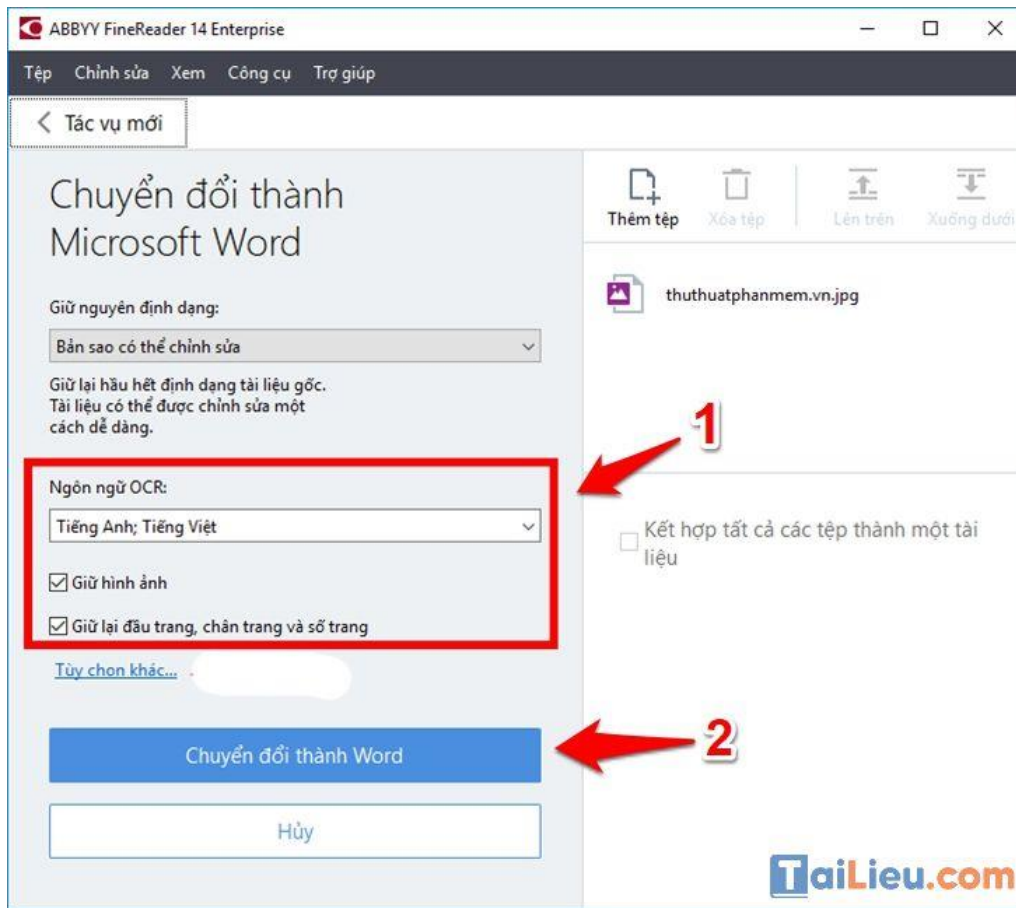 ABBYY FineReader 14 Enterprise
Tệp Chỉnh sửa Xem Công cụ Trợ giúp
Tác vụ mới
Chuyển đổi thành
Microsoft Word
Giữ nguyên định dạng:
Bản sao có thể chỉnh sửa
Giữ lại hầu hết định dạng tài liệu gốc.
Tài liệu có thể được chỉnh sửa một
cách dễ dàng.
Ngôn ngữ OCR:
Tiếng Anh; Tiếng Việt
Giữ hình ảnh
Giữ lại đầu trang, chân trang và số trang
Tùy chọn khác...
Chuyển đổi thành Word
Hủy
Thêm tệp Xóa tệp Lên trên Xuống dưới
thuthuatphanmem.vn.jpg
1
Kết hợp tất cả các tệp thành một tài
liệu
2
TaiLieu.com